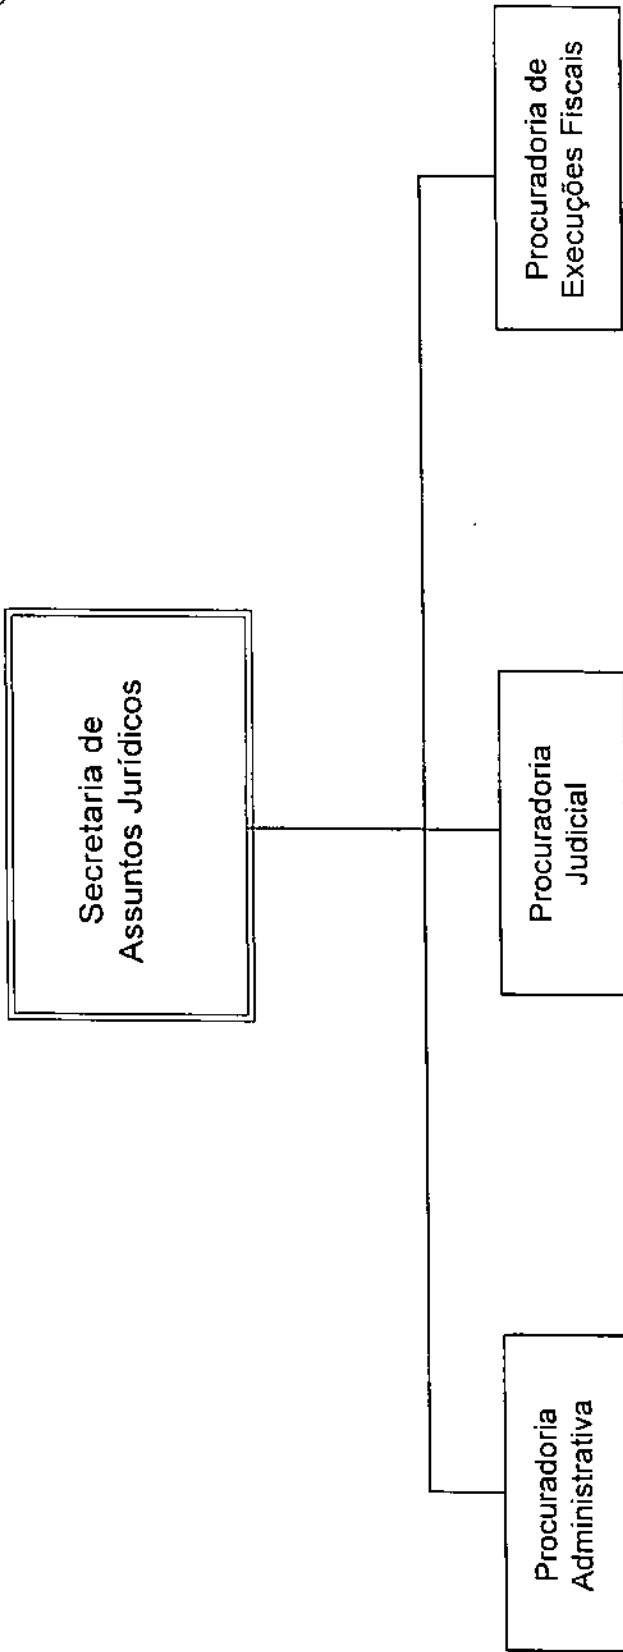 Secretaria de
Assuntos Jurídicos
Procuradoria
Administrativa
Procuradoria
Judicial
Procuradoria de
Execuções Fiscais